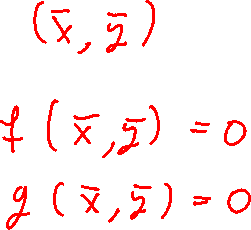 (x̄, ȳ)
f(x̄, ȳ) = 0
g(x̄, ȳ) = 0